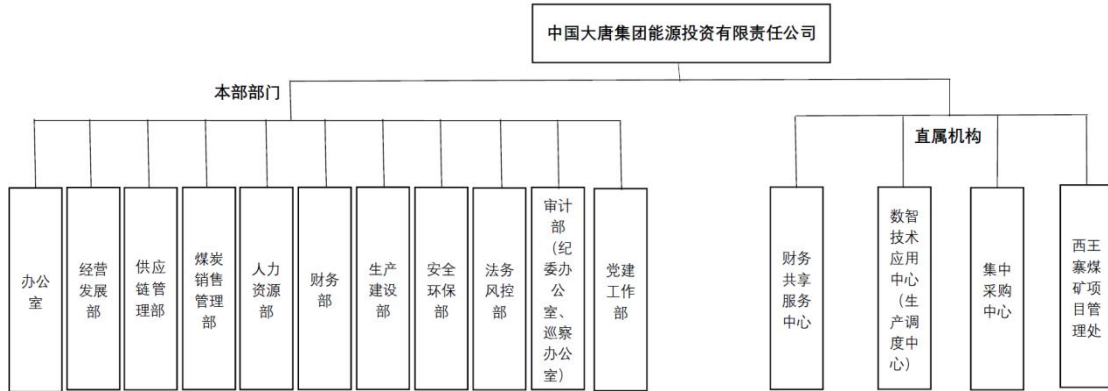 中国大唐集团能源投资有限责任公司
本部部门
直属机构
办公
室
经营
发展
部
供应
链管
理部
煤炭
销售
管理
部
人力
资源
部
财务
部
生产
建设
部
安全
环保
部
法务
风控
部
审计
部
（纪
委办
公
室、
巡察
办公
室）
党建
工作
部
财务
共享
服务
中心
数智
技术
应用
中心
（生
产调
度中
心）
集中
采购
中心
西王
寨煤
矿项
目管
理处